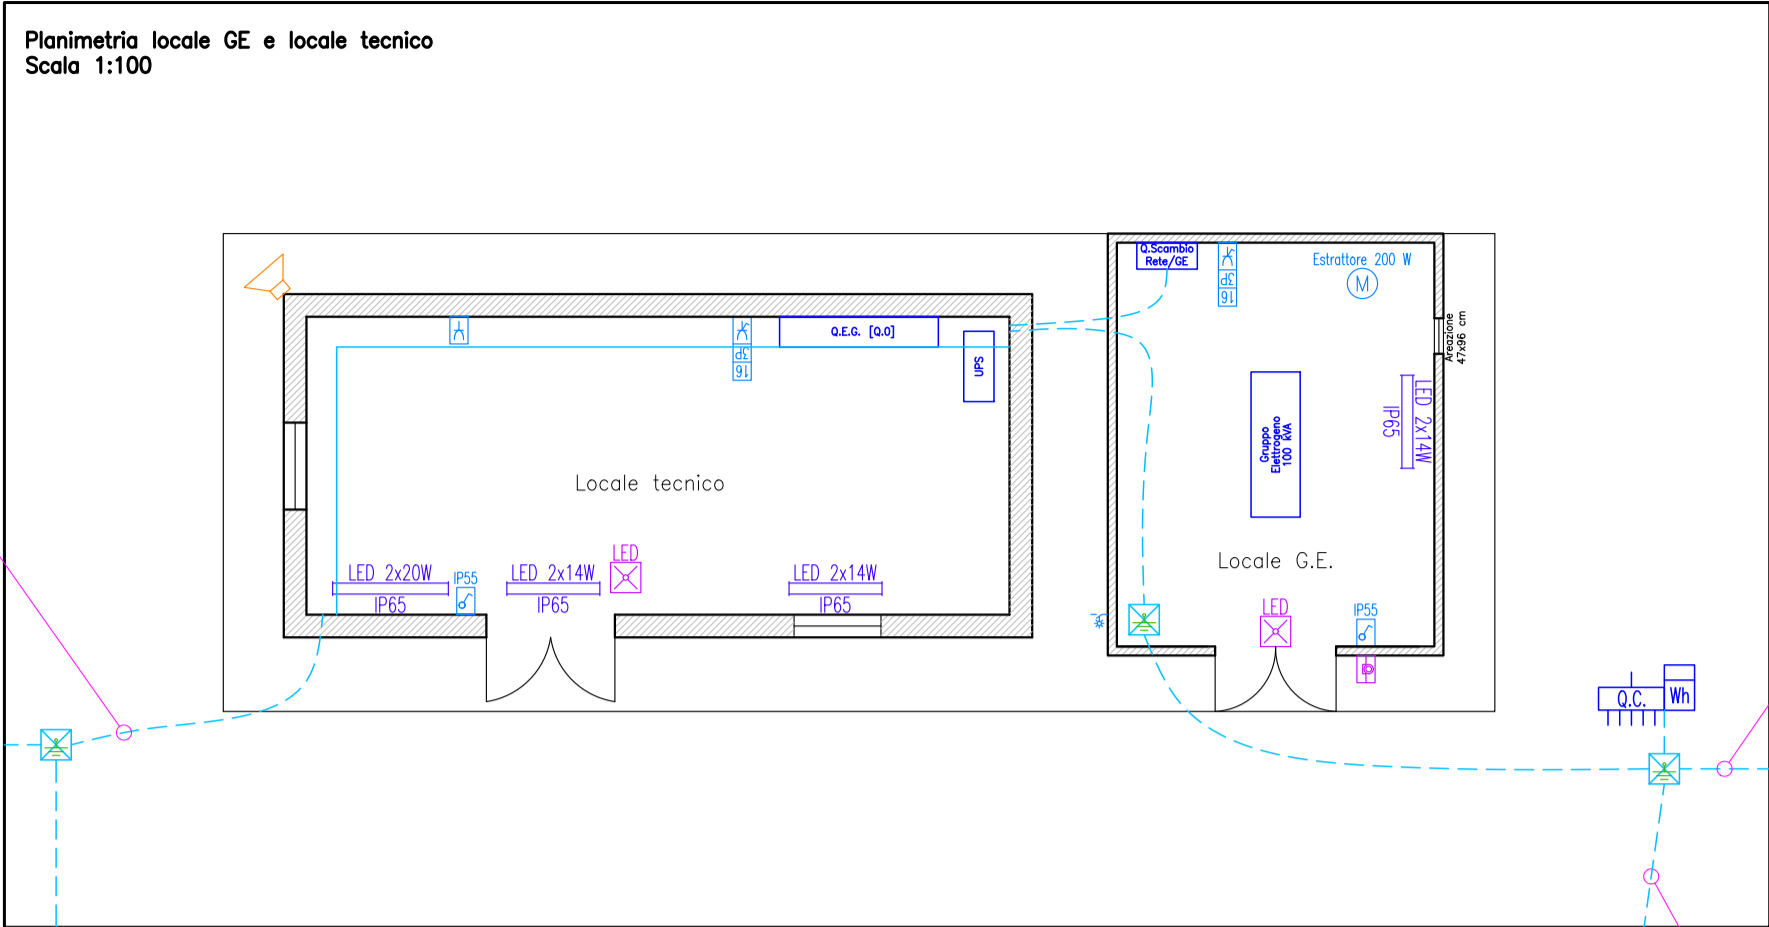 Planimetria locale GE e locale tecnico
Scala 1:100
Q.Scambio
Rete/GE
3P
16
Estrattore 200 W
M
Areazione
47x96 cm
Q.E.G. [Q.0]
3P
16
UPS
LED 2x14W
IP65
Gruppo
Elettrogeno
100 kVA
Locale tecnico
Locale G.E.
LED
LED 2x20W
IP65
IP55
LED 2x14W
IP65
LED 2x14W
IP65
LED
IP55
Q.C.
Wh